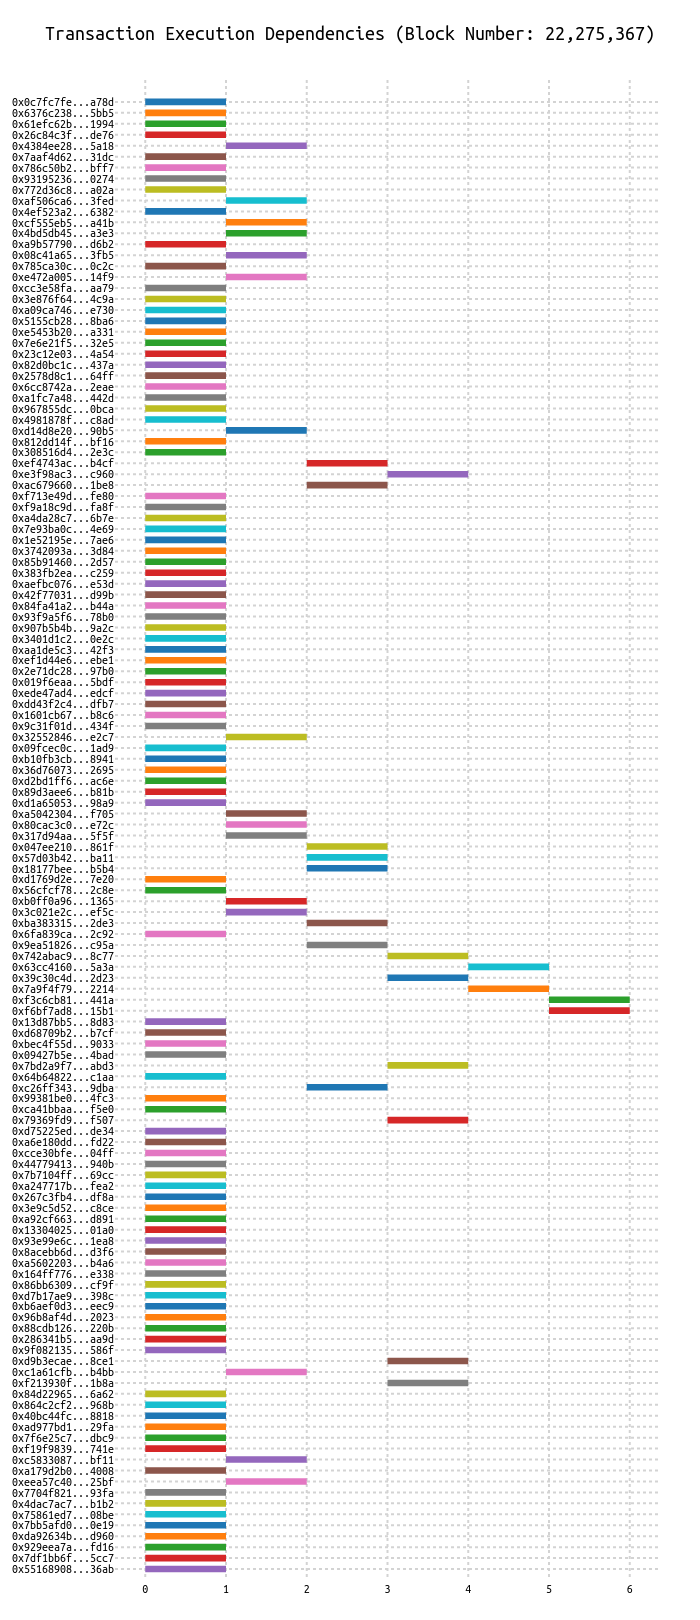 Transaction Execution Dependencies (Block Number: 22,275,367)
0x0c7fc7fe...a78d
0x6376c238...5bb5
0x61efc62b...1994
0x26c84c3f...de76
0x4384ee28...5a18
0x7aaf4d62...31dc
0x786c50b2...bff7
0x93195236...0274
0x772d36c8...a02a
0xaf506ca6...3fed
0x4ef523a2...6382
0xcf555eb5...a41b
0x4bd5db45...a3e3
0xa9b57790...d6b2
0x08c41a65...3fb5
0x785ca30c...0c2c
0xe472a005...14f9
0xcc3e58fa...aa79
0x3e876f64...4c9a
0xa09ca746...e730
0x5155cb28...8ba6
0xe5453b20...a331
0x7e6e21f5...32e5
0x23c12e03...4a54
0x82d0bc1c...437a
0x2578d8c1...64ff
0x6cc8742a...2eae
0xa1fc7a48...442d
0x967855dc...0bca
0x4981878f...c8ad
0xd14d8e20...90b5
0x812dd14f...bf16
0x308516d4...2e3c
0xef4743ac...b4cf
0xe3f98ac3...c960
0xac679660...1be8
0xf713e49d...fe80
0xf9a18c9d...fa8f
0xa4da28c7...6b7e
0x7e93ba0c...4e69
0x1e52195e...7ae6
0x3742093a...3d84
0x85b91460...2d57
0x383fb2ea...c259
0xaefbc076...e53d
0x42f77031...d99b
0x84fa41a2...b44a
0x93f9a5f6...78b0
0x907b5b4b...9a2c
0x3401d1c2...0e2c
0xaa1de5c3...42f3
0xef1d44e6...ebe1
0x2e71dc28...97b0
0x019f6eaa...5bdf
0xede47ad4...edcf
0xdd43f2c4...dfb7
0x1601cb67...b8c6
0x9c31f01d...434f
0x32552846...e2c7
0x09fcec0c...1ad9
0xb10fb3cb...8941
0x36d76073...2695
0xd2bd1ff6...ac6e
0x89d3aee6...b81b
0xd1a65053...98a9
0xa5042304...f705
0x80cac3c0...e72c
0x317d94aa...5f5f
0x047ee210...861f
0x57d03b42...ba11
0x18177bee...b5b4
0xd1769d2e...7e20
0x56cfcf78...2c8e
0xb0ff0a96...1365
0x3c021e2c...ef5c
0xba383315...2de3
0x6fa839ca...2c92
0x9ea51826...c95a
0x742abac9...8c77
0x63cc4160...5a3a
0x39c30c4d...2d23
0x7a9f4f79...2214
0xf3c6cb81...441a
0xf6bf7ad8...15b1
0x13d87bb5...8d83
0xd68709b2...b7cf
0xbec4f55d...9033
0x09427b5e...4bad
0x7bd2a9f7...abd3
0x64b64822...c1aa
0xc26ff343...9dba
0x99381be0...4fc3
0xca41bbaa...f5e0
0x79369fd9...f507
0xd75225ed...de34
0xa6e180dd...fd22
0xcce30bfe...04ff
0x44779413...940b
0x7b7104ff...69cc
0xa247717b...fea2
0x267c3fb4...df8a
0x3e9c5d52...c8ce
0xa92cf663...d891
0x13304025...01a0
0x93e99e6c...1ea8
0x8acebb6d...d3f6
0xa5602203...b4a6
0x164ff776...e338
0x86bb6309...cf9f
0xd7b17ae9...398c
0xb6aef0d3...eec9
0x96b8af4d...2023
0x88cdb126...220b
0x286341b5...aa9d
0x9f082135...586f
0xd9b3ecae...8ce1
0xc1a61cfb...b4bb
0xf213930f...1b8a
0x84d22965...6a62
0x864c2cf2...968b
0x40bc44fc...8818
0xad977bd1...29fa
0x7f6e25c7...dbc9
0xf19f9839...741e
0xc5833087...bf11
0xa179d2b0...4008
0xeea57c40...25bf
0x7704f821...93fa
0x4dac7ac7...b1b2
0x75861ed7...08be
0x7bb5afd0...0e19
0xda92634b...d960
0x929eea7a...fd16
0x7df1bb6f...5cc7
0x55168908...36ab
0 1 2 3 4 5 6